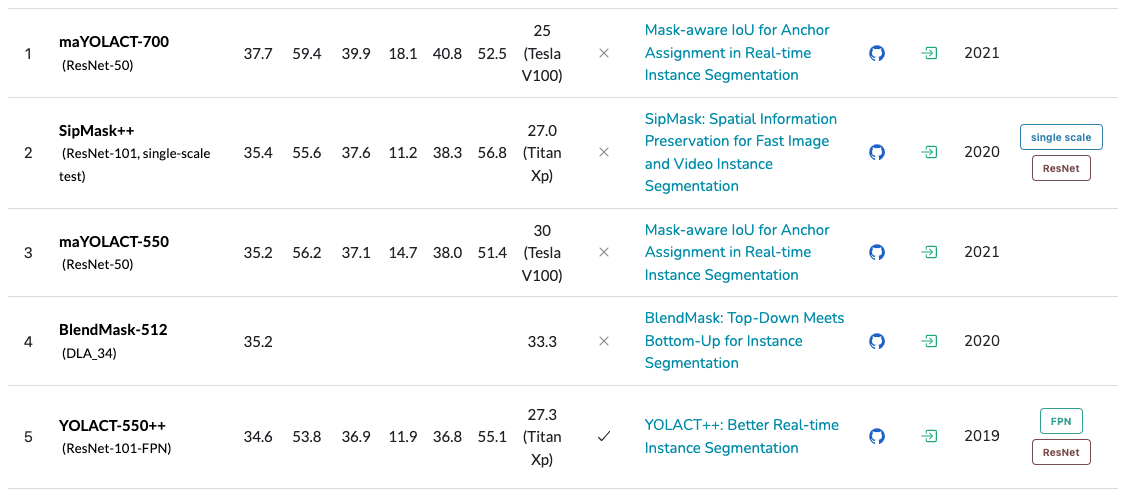 1 maYOLACT-700 (ResNet-50) 37.7 59.4 39.9 18.1 40.8 52.5 25 (Tesla V100) × Mask-aware IoU for Anchor Assignment in Real-time Instance Segmentation 2021
2 SipMask++ (ResNet-101, single-scale test) 35.4 55.6 37.6 11.2 38.3 56.8 27.0 (Titan Xp) × SipMask: Spatial Information Preservation for Fast Image and Video Instance Segmentation 2020 single scale ResNet
3 maYOLACT-550 (ResNet-50) 35.2 56.2 37.1 14.7 38.0 51.4 30 (Tesla V100) × Mask-aware IoU for Anchor Assignment in Real-time Instance Segmentation 2021
4 BlendMask-512 (DLA_34) 35.2 33.3 × BlendMask: Top-Down Meets Bottom-Up for Instance Segmentation 2020
5 YOLACT-550++ (ResNet-101-FPN) 34.6 53.8 36.9 11.9 36.8 55.1 27.3 (Titan Xp) ✓ YOLACT++: Better Real-time Instance Segmentation 2019 FPN ResNet